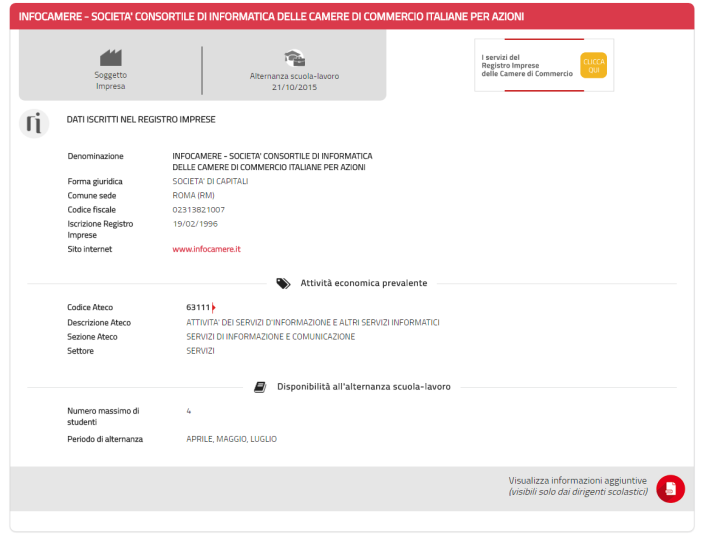 INFOCAMERE - SOCIETA' CONSORTILE DI INFORMATICA DELLE CAMERE DI COMMERCIO ITALIANE PER AZIONI
Soggetto
Impresa
Alternanza scuola-lavoro
21/10/2015
I servizi del
Registro Imprese
delle Camere di Commercio
CLICCA
QUI
ri
DATI ISCRITTI NEL REGISTRO IMPRESE
Denominazione INFOCAMERE - SOCIETA' CONSORTILE DI INFORMATICA
DELLE CAMERE DI COMMERCIO ITALIANE PER AZIONI
Forma giuridica SOCIETA' DI CAPITALI
Comune sede ROMA (RM)
Codice fiscale 02313821007
Iscrizione Registro 19/02/1996
Imprese
Sito internet www.infocamere.it
Attività economica prevalente
Codice Ateco 63111
Descrizione Ateco ATTIVITA' DEI SERVIZI D'INFORMAZIONE E ALTRI SERVIZI INFORMATICI
Sezione Ateco SERVIZI DI INFORMAZIONE E COMUNICAZIONE
Settore SERVIZI
Disponibilità all'alternanza scuola-lavoro
Numero massimo di 4
studenti
Periodo di alternanza APRILE, MAGGIO, LUGLIO
Visualizza informazioni aggiuntive
(visibili solo dai dirigenti scolastici)